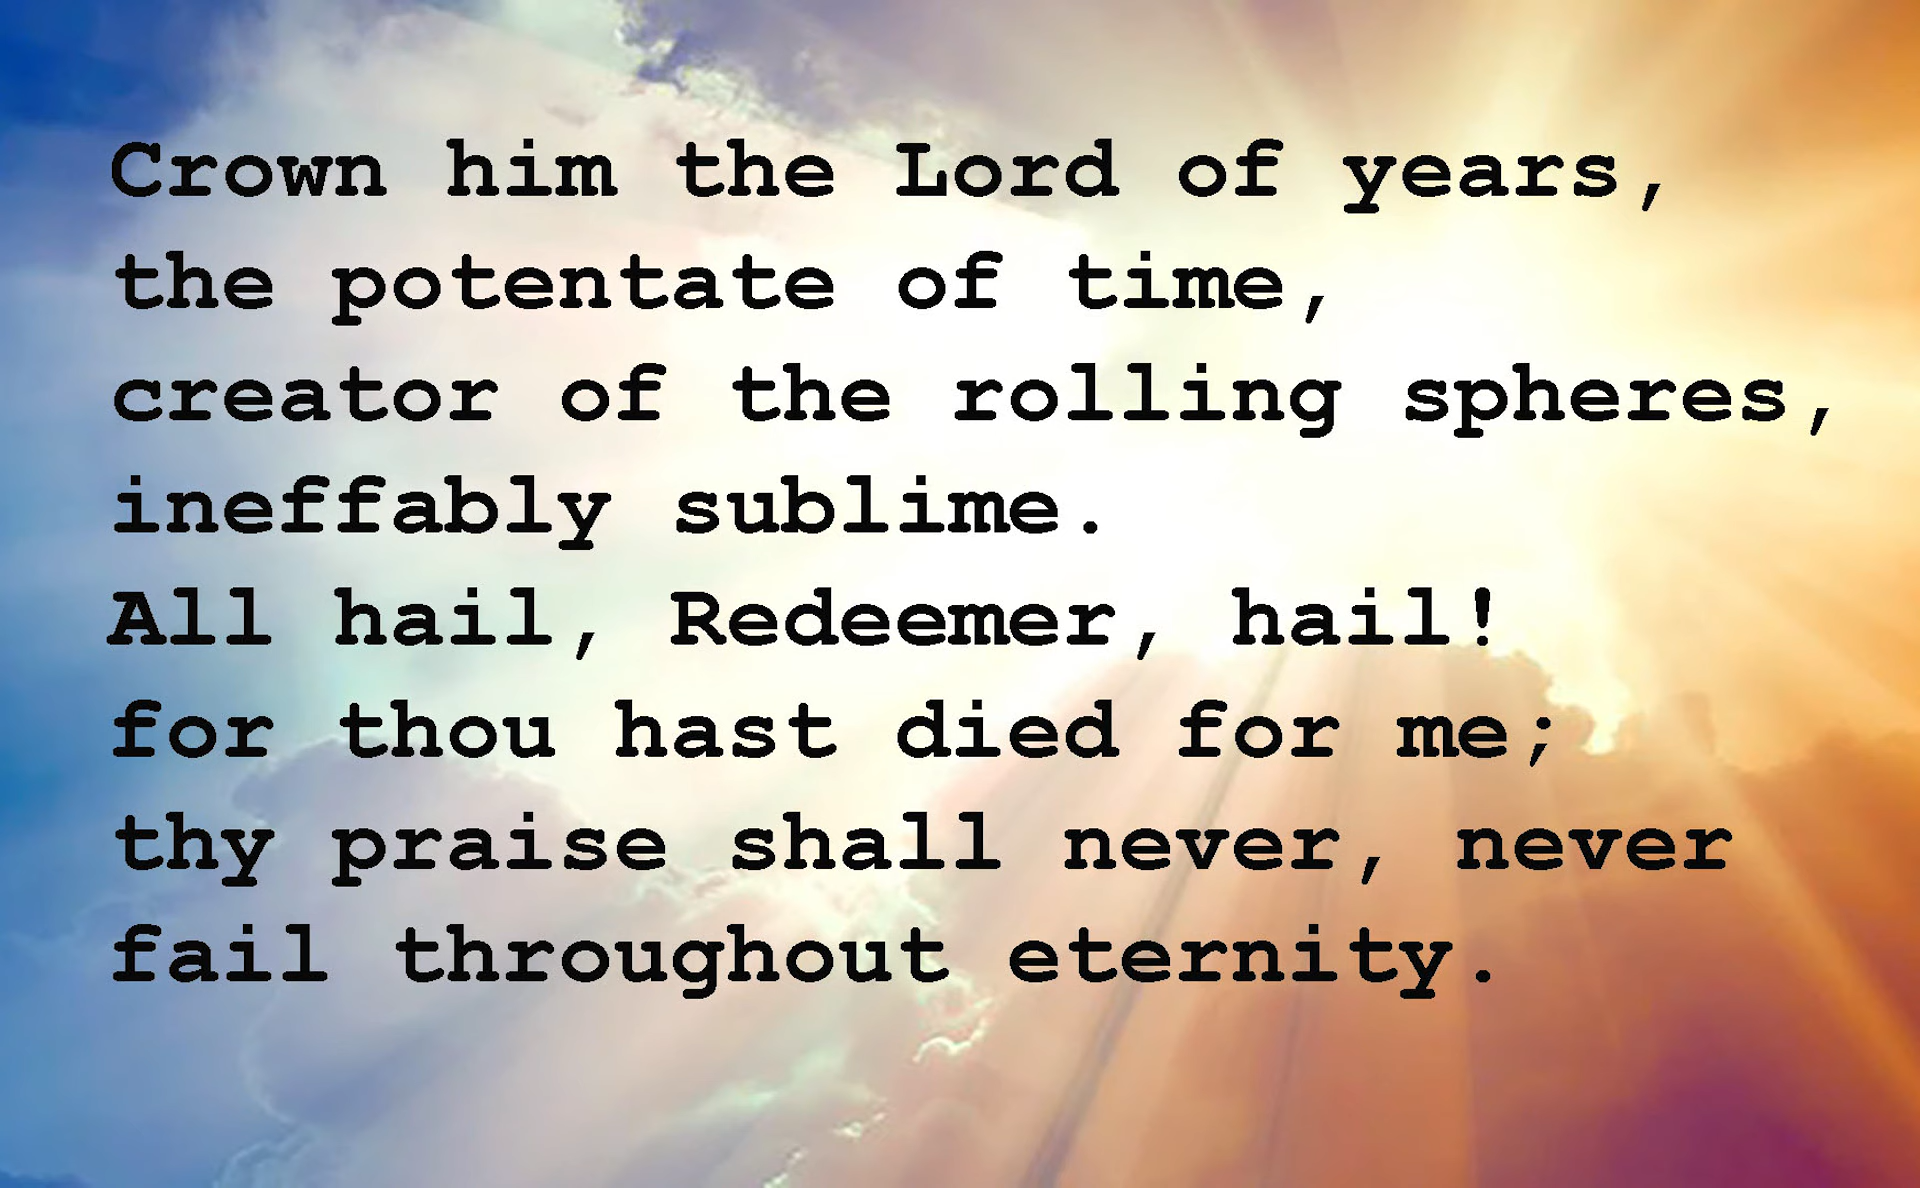 Crown him the Lord of years,
the potentate of time,
creator of the rolling spheres,
ineffably sublime.
All hail, Redeemer, hail!
for thou hast died for me;
thy praise shall never, never
fail throughout eternity.